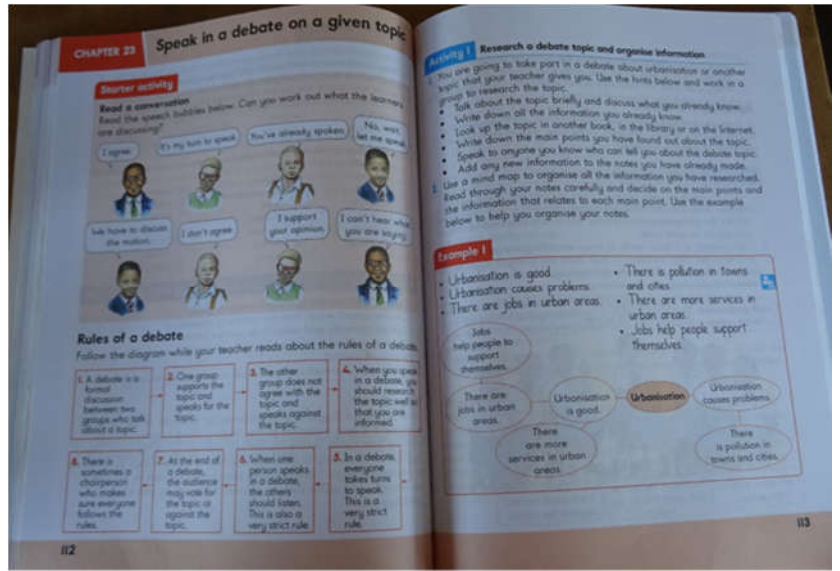 CHAPTER 23
Speak in a debate on a given topic
Starter activity
Read a conversation
Read the speech bubbles below. Can you work out what the learners
are discussing?
I agree.
It's my turn to speak.
You've already spoken.
No, wait,
let me speak.
We have to discuss
the motion.
I don't agree.
I support
your opinion.
I can't hear what
you are saying.
Rules of a debate
Follow the diagram while your teacher reads about the rules of a debate.
1. A debate is a
formal
discussion
between two
groups who talk
about a topic.
2. One group
supports the
topic and
speaks for the
topic.
3. The other
group does not
agree with the
topic and
speaks against
the topic.
4. When you speak
in a debate, you
should research
the topic well so
that you are
informed.
8. There is
sometimes a
chairperson
who makes
sure everyone
follows the
rules.
7. At the end of
a debate,
the audience
may vote for
the topic or
against the
topic.
6. When one
person speaks
in a debate,
the others
should listen.
This is also a
very strict rule.
5. In a debate,
everyone
takes turns
to speak.
This is a
very strict
rule.
112
Activity 1
Research a debate topic and organise information
1. You are going to take part in a debate about urbanisation or another
topic that your teacher gives you. Use the hints below and work in a
group to research the topic.
• Talk about the topic briefly and discuss what you already know.
• Write down all the information you already know.
• Look up the topic in another book, in the library or on the Internet.
• Write down the main points you have found out about the topic.
• Speak to anyone you know who can tell you about the debate topic.
• Add any new information to the notes you have already made.
2. Use a mind map to organise all the information you have researched.
Read through your notes carefully and decide on the main points and
the information that relates to each main point. Use the example
below to help you organise your notes.
Example 1
• Urbanisation is good.
• Urbanisation causes problems.
• There are jobs in urban areas.
• There is pollution in towns
and cities.
• There are more services in
urban areas.
• Jobs help people support
themselves.
Jobs
help people to
support
themselves.
There are
jobs in urban
areas.
Urbanisation
is good.
Urbanisation
Urbanisation
causes problems.
There
are more
services in urban
areas.
There
is pollution in
towns and cities.
113